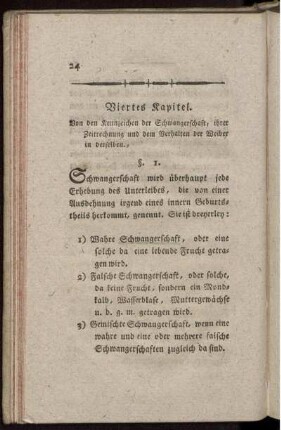 24
Viertes Kapitel.
Von den Kennzeichen der Schwangerschaft, ihrer
Zeitrechnung und dem Verhalten der Weiber
in derselben.
§. 1.
Schwangerschaft wird überhaupt jede
Erhebung des Unterleibes, die von einer
Ausdehnung irgend eines innern Geburts-
theils herkommt, genennt. Sie ist dreyerley:
1) Wahre Schwangerschaft, oder eine
solche da eine lebende Frucht getra-
gen wird.
2) Falsche Schwangerschaft, oder solche,
da keine Frucht, sondern ein Mond-
kalb, Wasserblase, Muttergewächse
u. d. g. m. getragen wird.
3) Gemischte Schwangerschaft, wenn eine
wahre und eine oder mehrere falsche
Schwangerschaften zugleich da sind.